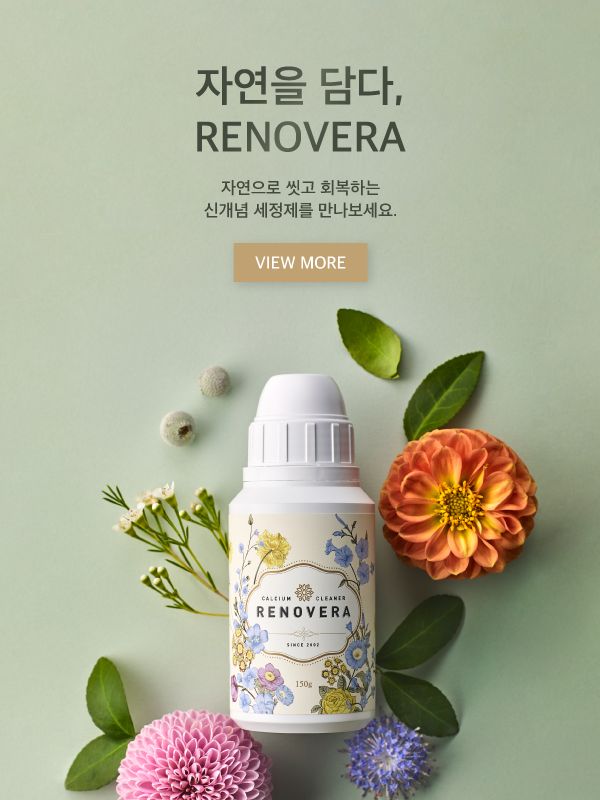 자연을 담다,
RENOVERA
자연으로 씻고 회복하는
신개념 세정제를 만나보세요.
VIEW MORE
CALCIUM CLEANER
RENOVERA
SINCE 2002
150g